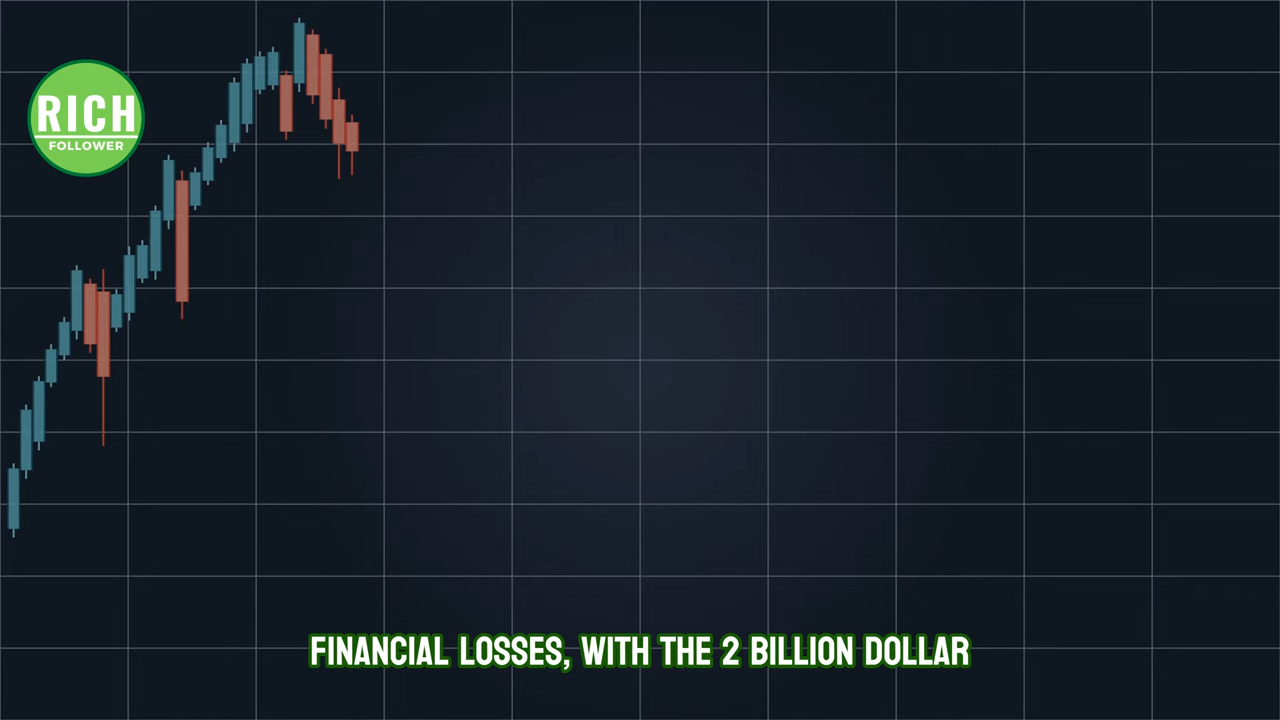 RICH
FOLLOWER
FINANCIAL LOSSES, WITH THE 2 BILLION DOLLAR